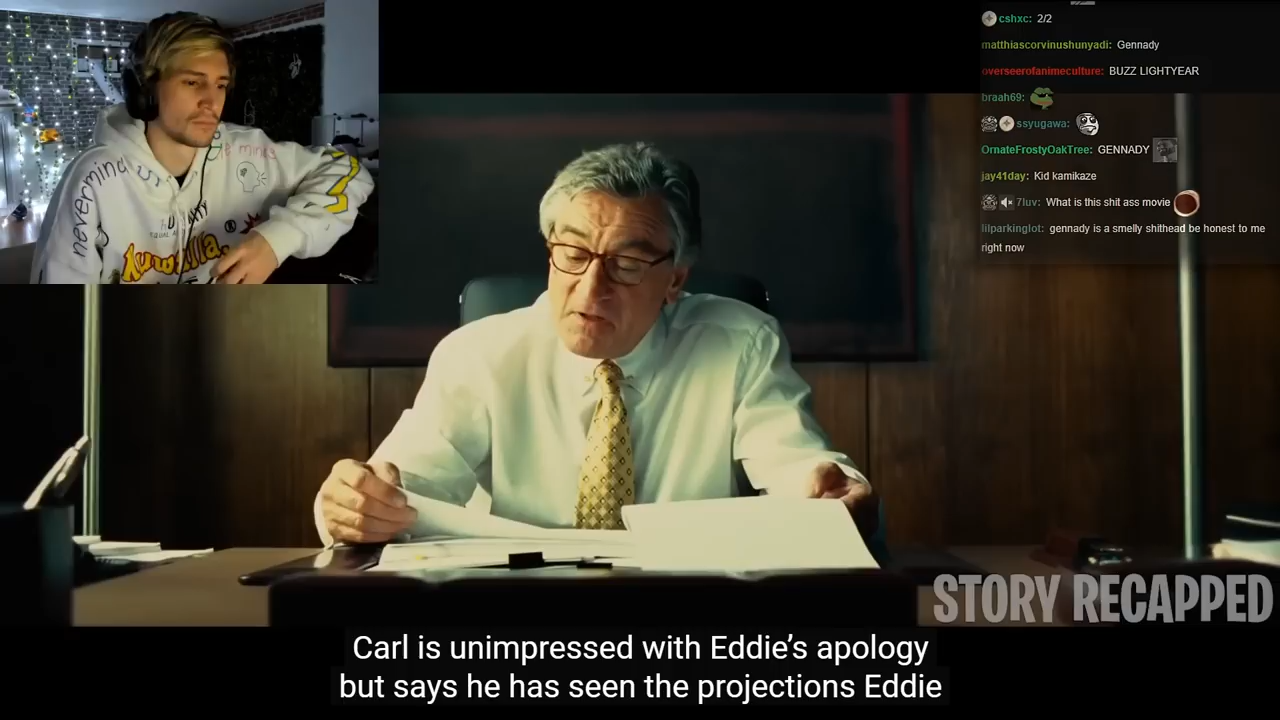 cshxc: 2/2
matthiascorvinushunyadi: Gennady
overseerofanimeculture: BUZZ LIGHTYEAR
braah69:
ssyugawa:
OrnateFrostyOakTree: GENNADY
jay41day: Kid kamikaze
7luv: What is this shit ass movie
lilparkinglot: gennady is a smelly shithead be honest to me
right now
nevermind
STORY RECAPPED
Carl is unimpressed with Eddie’s apology
but says he has seen the projections Eddie